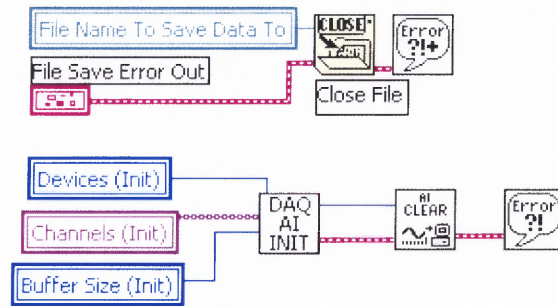 File Name To Save Data To
CLOSE
Error
?!+
File Save Error Out
Close File
Devices (Init)
DAQ
AI
INIT
AI
CLEAR
Error
?!
Channels (Init)
Buffer Size (Init)